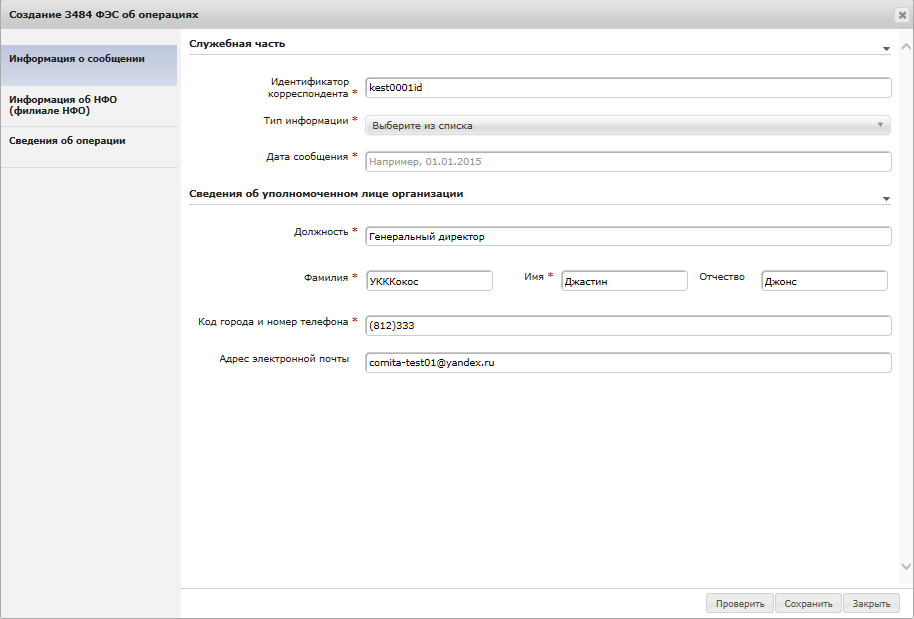 Создание 3484 ФЭС об операциях
Информация о сообщении
Информация об НФО
(филиале НФО)
Сведения об операции
Служебная часть
Идентификатор
корреспондента *
kest0001id
Тип информации *
Выберите из списка
Дата сообщения *
Например, 01.01.2015
Сведения об уполномоченном лице организации
Должность *
Генеральный директор
Фамилия *
УКККокос
Имя *
Джастин
Отчество
Джонс
Код города и номер телефона *
(812)333
Адрес электронной почты
comita-test01@yandex.ru
Проверить
Сохранить
Закрыть